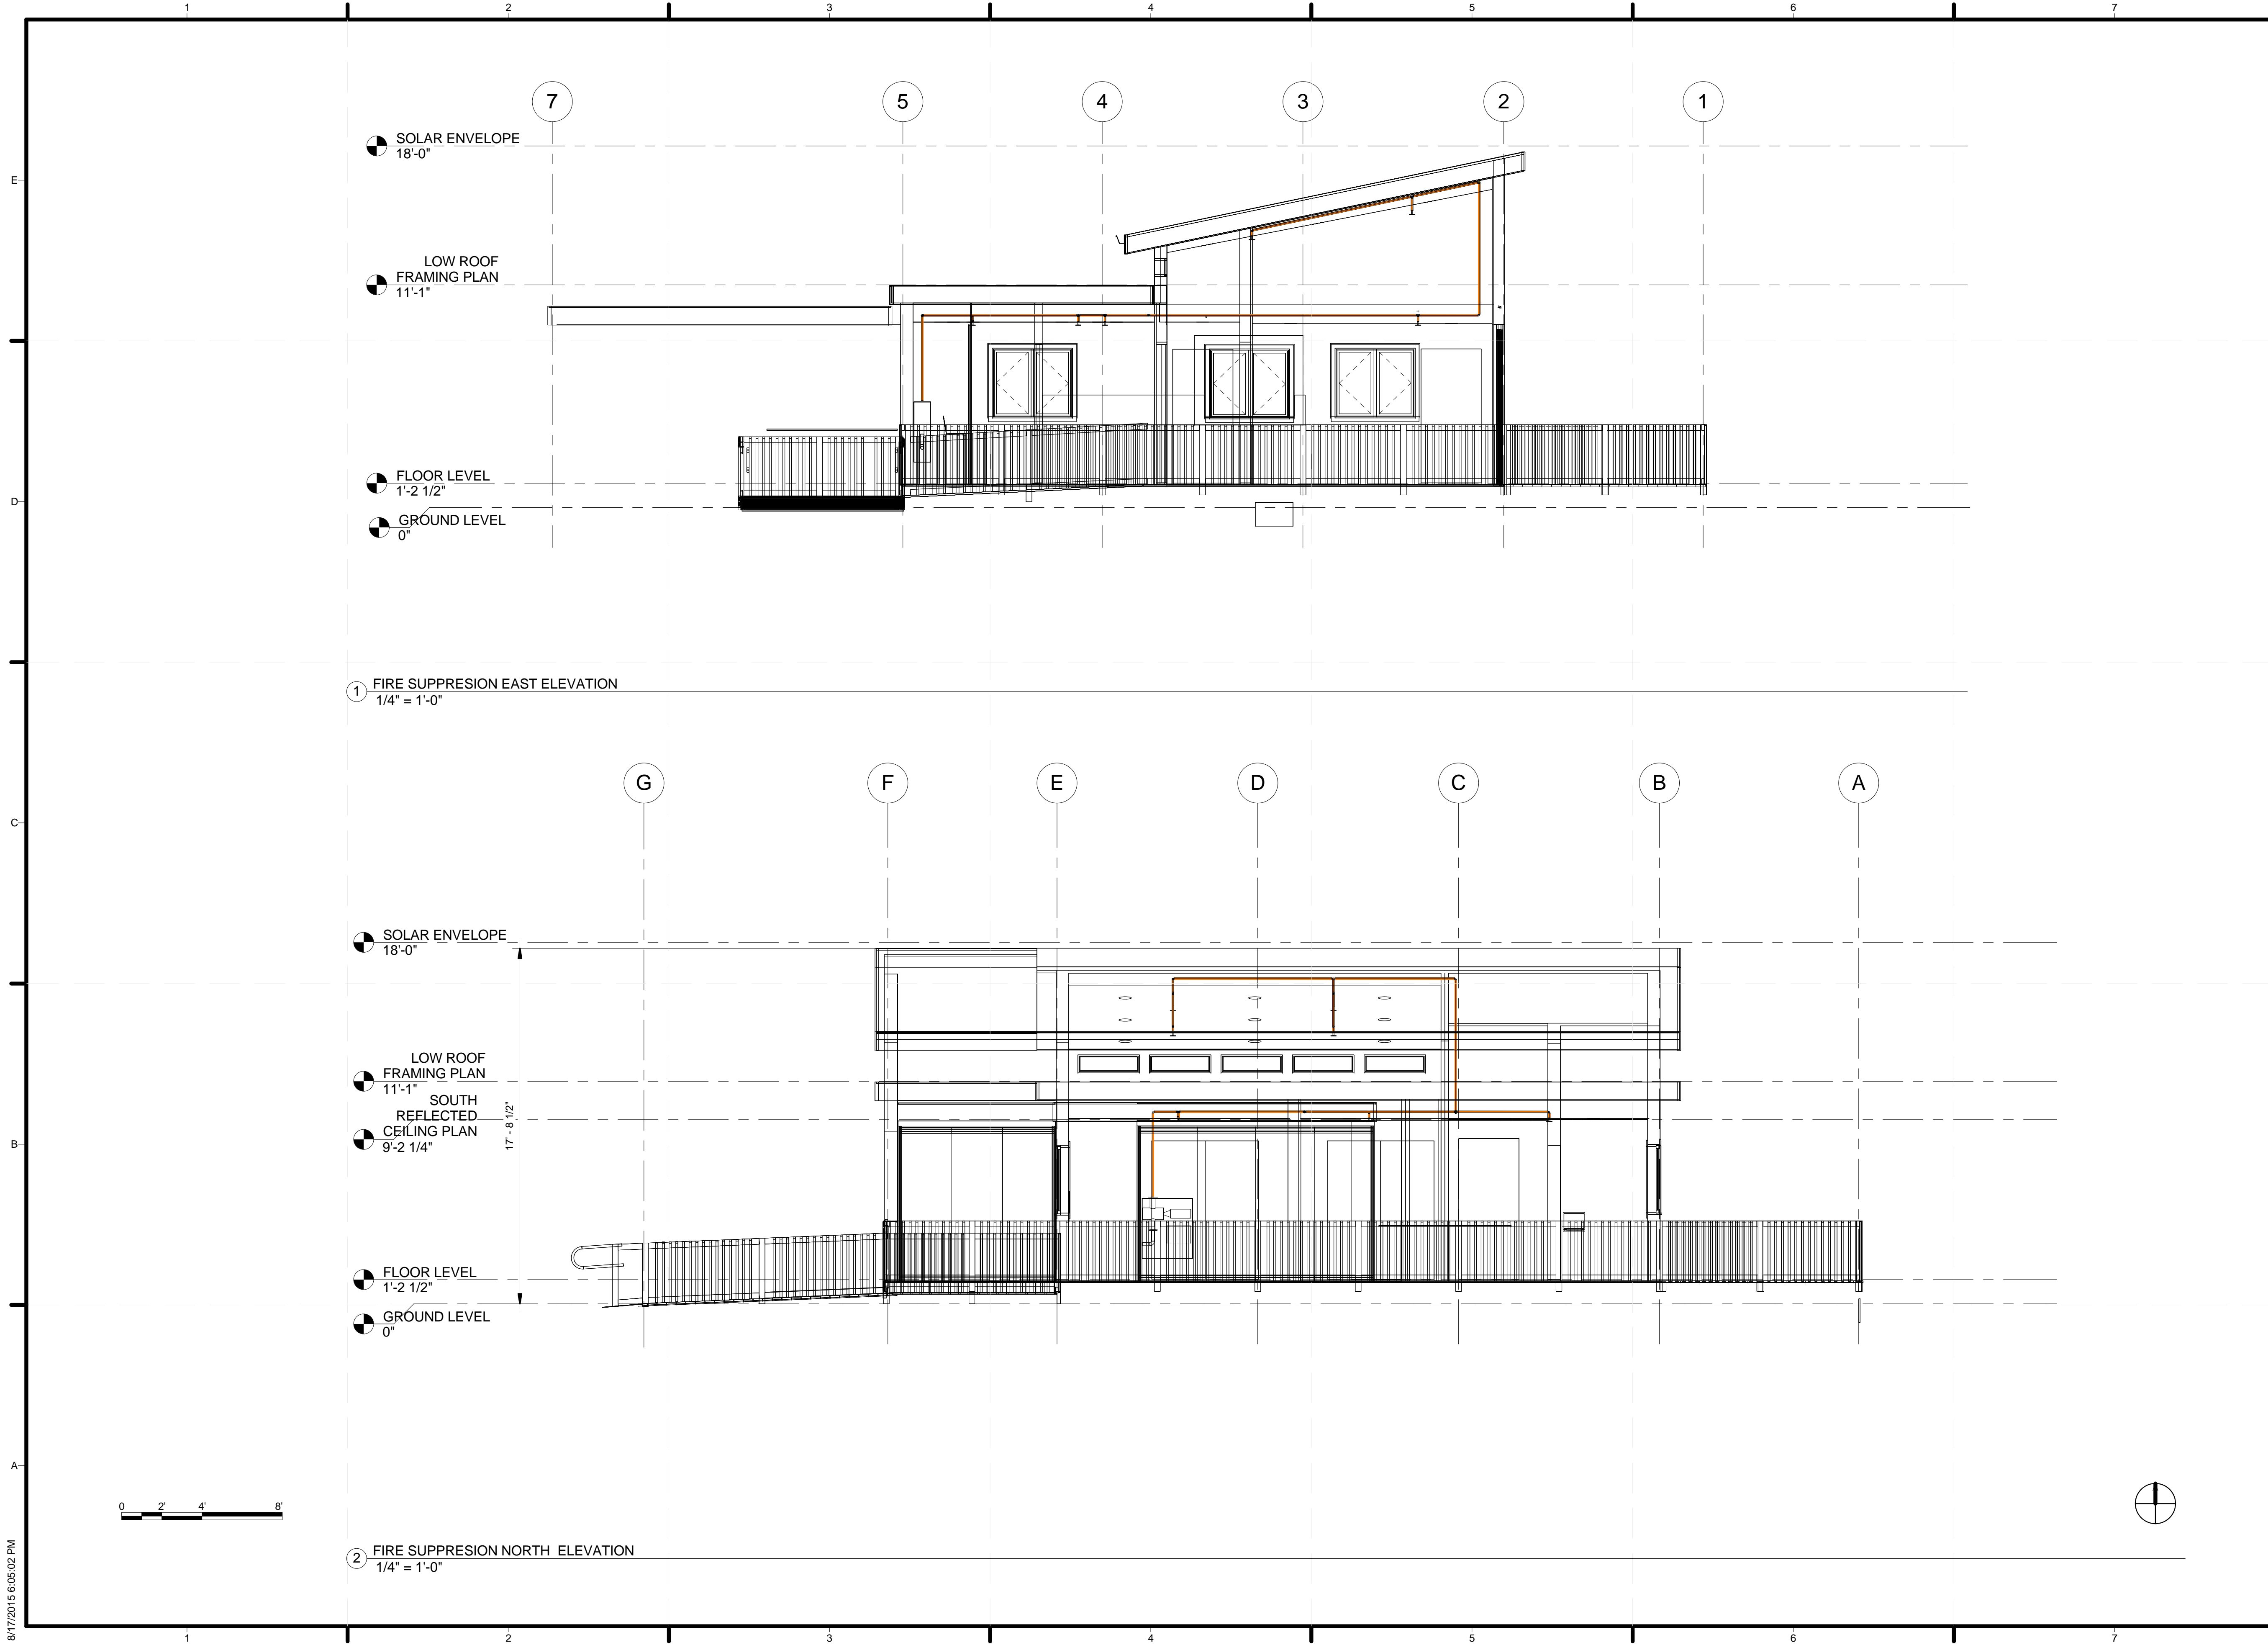 1 2 3 4 5 6 7
7 5 4 3 2 1
SOLAR ENVELOPE
18'-0"
E
LOW ROOF
FRAMING PLAN
11'-1"
FLOOR LEVEL
1'-2 1/2"
D
GROUND LEVEL
0"
1 FIRE SUPPRESION EAST ELEVATION
1/4" = 1'-0"
G F E D C B A
C
SOLAR ENVELOPE
18'-0"
LOW ROOF
FRAMING PLAN
11'-1"
SOUTH
REFLECTED
CEILING PLAN
9'-2 1/4"
17' - 8 1/2"
B
FLOOR LEVEL
1'-2 1/2"
GROUND LEVEL
0"
A
0 2' 4' 8'
2 FIRE SUPPRESION NORTH ELEVATION
1/4" = 1'-0"
8/17/2015 6:05:02 PM
1 2 3 4 5 6 7